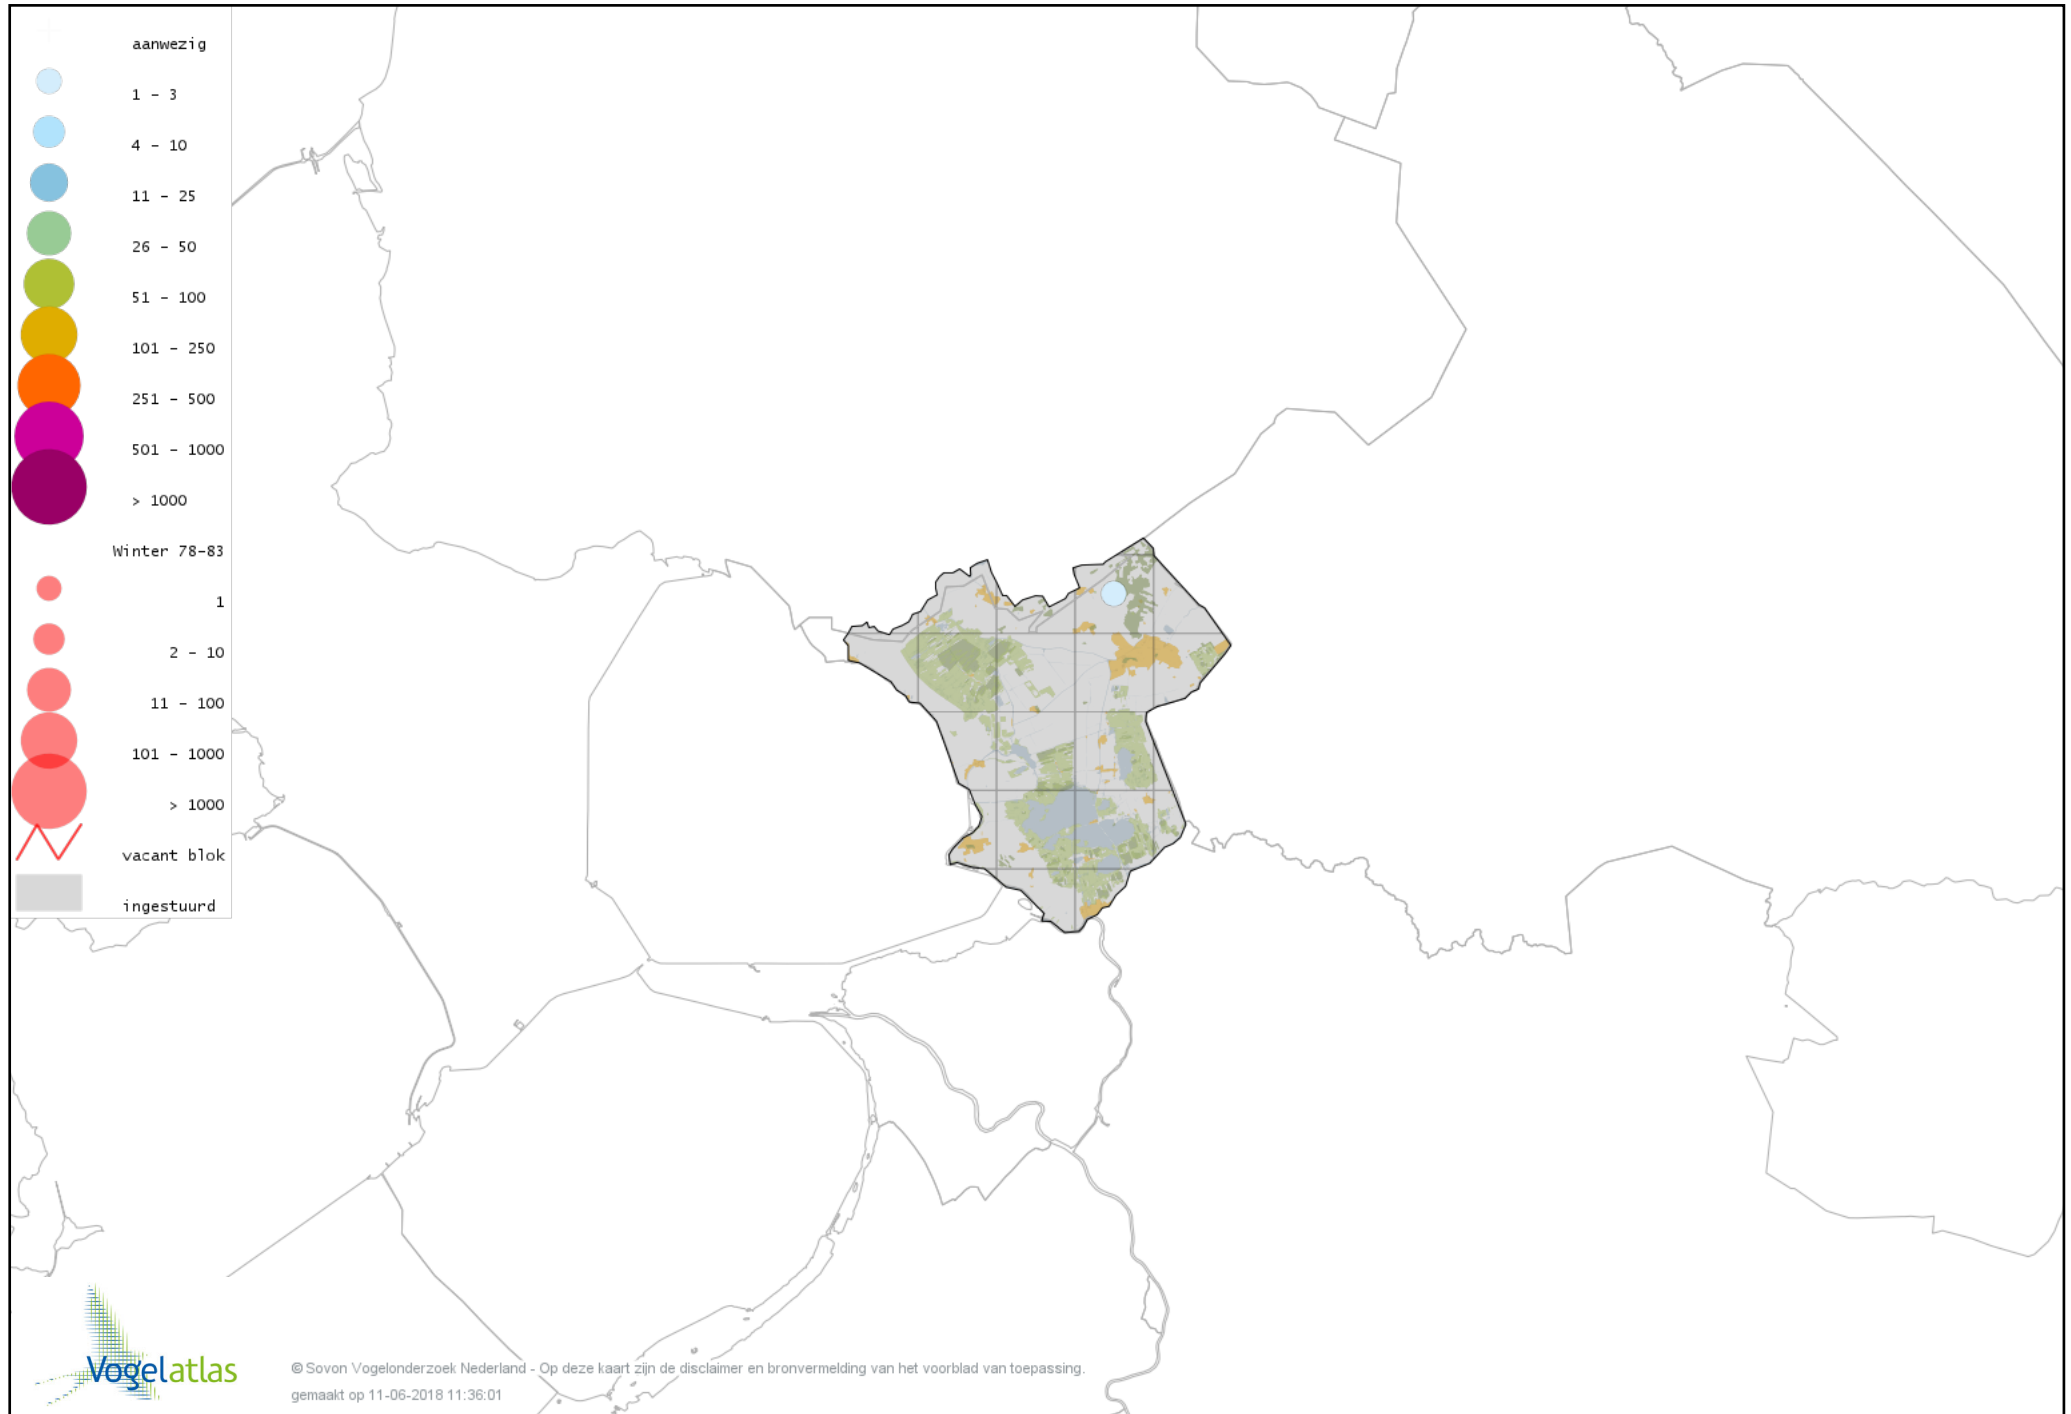 aanwezig
1 - 3
4 - 10
11 - 25
26 - 50
51 - 100
101 - 250
251 - 500
501 - 1000
> 1000
Winter 78-83
1
2 - 10
11 - 100
101 - 1000
> 1000
vacant blok
ingestuurd
Vogelatlas
© Sovon Vogelonderzoek Nederland - Op deze kaart zijn de disclaimer en bronvermelding van het voorblad van toepassing.
gemaakt op 11-06-2018 11:36:01